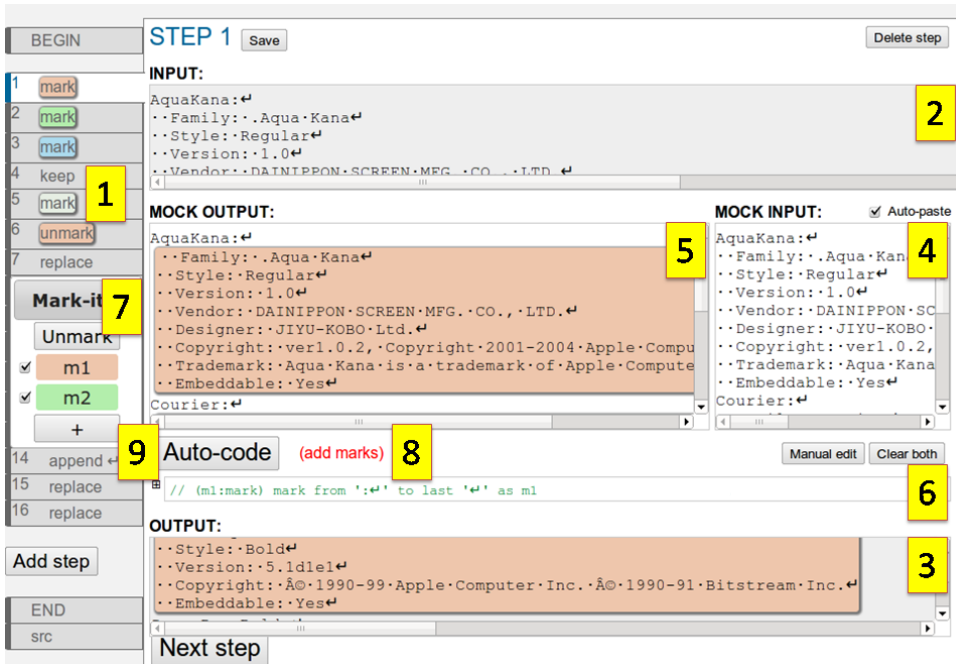 BEGIN
1 mark
2 mark
3 mark
4 keep
5 mark
6 unmark
7 replace
1
Mark-it
7
Unmark
m1
m2
+
14 append ↵
15 replace
16 replace
Add step
END
src
STEP 1 Save Delete step
INPUT:
AquaKana:↵
··Family:·.Aqua·Kana↵
··Style:·Regular↵
··Version:·1.0↵
··Vendor:·DAINIPPON·SCREEN·MFG.·CO.,·LTD.↵
2
MOCK OUTPUT:
AquaKana:↵
··Family:·.Aqua·Kana↵
··Style:·Regular↵
··Version:·1.0↵
··Vendor:·DAINIPPON·SCREEN·MFG.·CO.,·LTD.↵
··Designer:·JIYU-KOBO·Ltd.↵
··Copyright:·ver1.0.2,·Copyright·2001-2004·Apple·Compu
··Trademark:·Aqua·Kana·is·a·trademark·of·Apple·Compute
··Embeddable:·Yes↵
Courier:↵
5
MOCK INPUT: Auto-paste
AquaKana:↵
··Family:·.Aqua·Kan
··Style:·Regular↵
··Version:·1.0↵
··Vendor:·DAINIPPON·SC
··Designer:·JIYU-KOBO·
··Copyright:·ver1.0.2,
··Trademark:·Aqua·Kana
··Embeddable:·Yes↵
Courier:↵
4
9 Auto-code (add marks) 8 Manual edit Clear both
// (m1:mark) mark from ':↵' to last '↵' as m1
6
OUTPUT:
··Style:·Bold↵
··Version:·5.1d1e1↵
··Copyright:·Â©·1990-99·Apple·Computer·Inc.·Â©·1990-91·Bitstream·Inc.↵
··Embeddable:·Yes↵
3
Next step